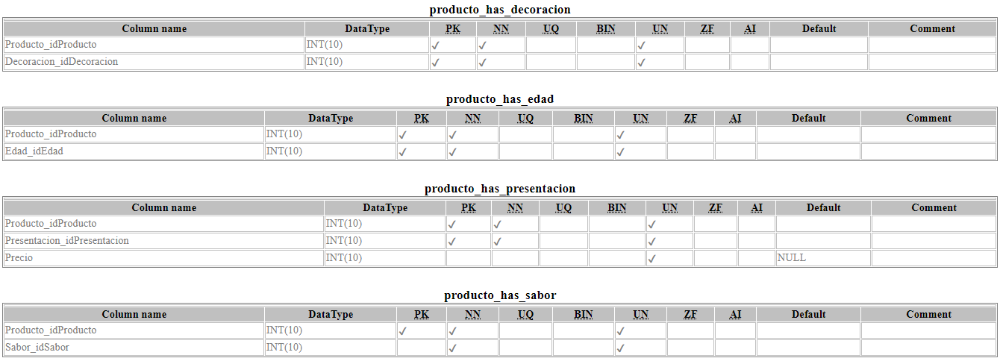 producto_has_decoracion
Column name DataType PK NN UQ BIN UN ZF AI Default Comment
Producto_idProducto INT(10) ✓ ✓ ✓
Decoracion_idDecoracion INT(10) ✓ ✓ ✓
producto_has_edad
Column name DataType PK NN UQ BIN UN ZF AI Default Comment
Producto_idProducto INT(10) ✓ ✓ ✓
Edad_idEdad INT(10) ✓ ✓ ✓
producto_has_presentacion
Column name DataType PK NN UQ BIN UN ZF AI Default Comment
Producto_idProducto INT(10) ✓ ✓ ✓
Presentacion_idPresentacion INT(10) ✓ ✓ ✓
Precio INT(10) ✓ NULL
producto_has_sabor
Column name DataType PK NN UQ BIN UN ZF AI Default Comment
Producto_idProducto INT(10) ✓ ✓ ✓
Sabor_idSabor INT(10) ✓ ✓